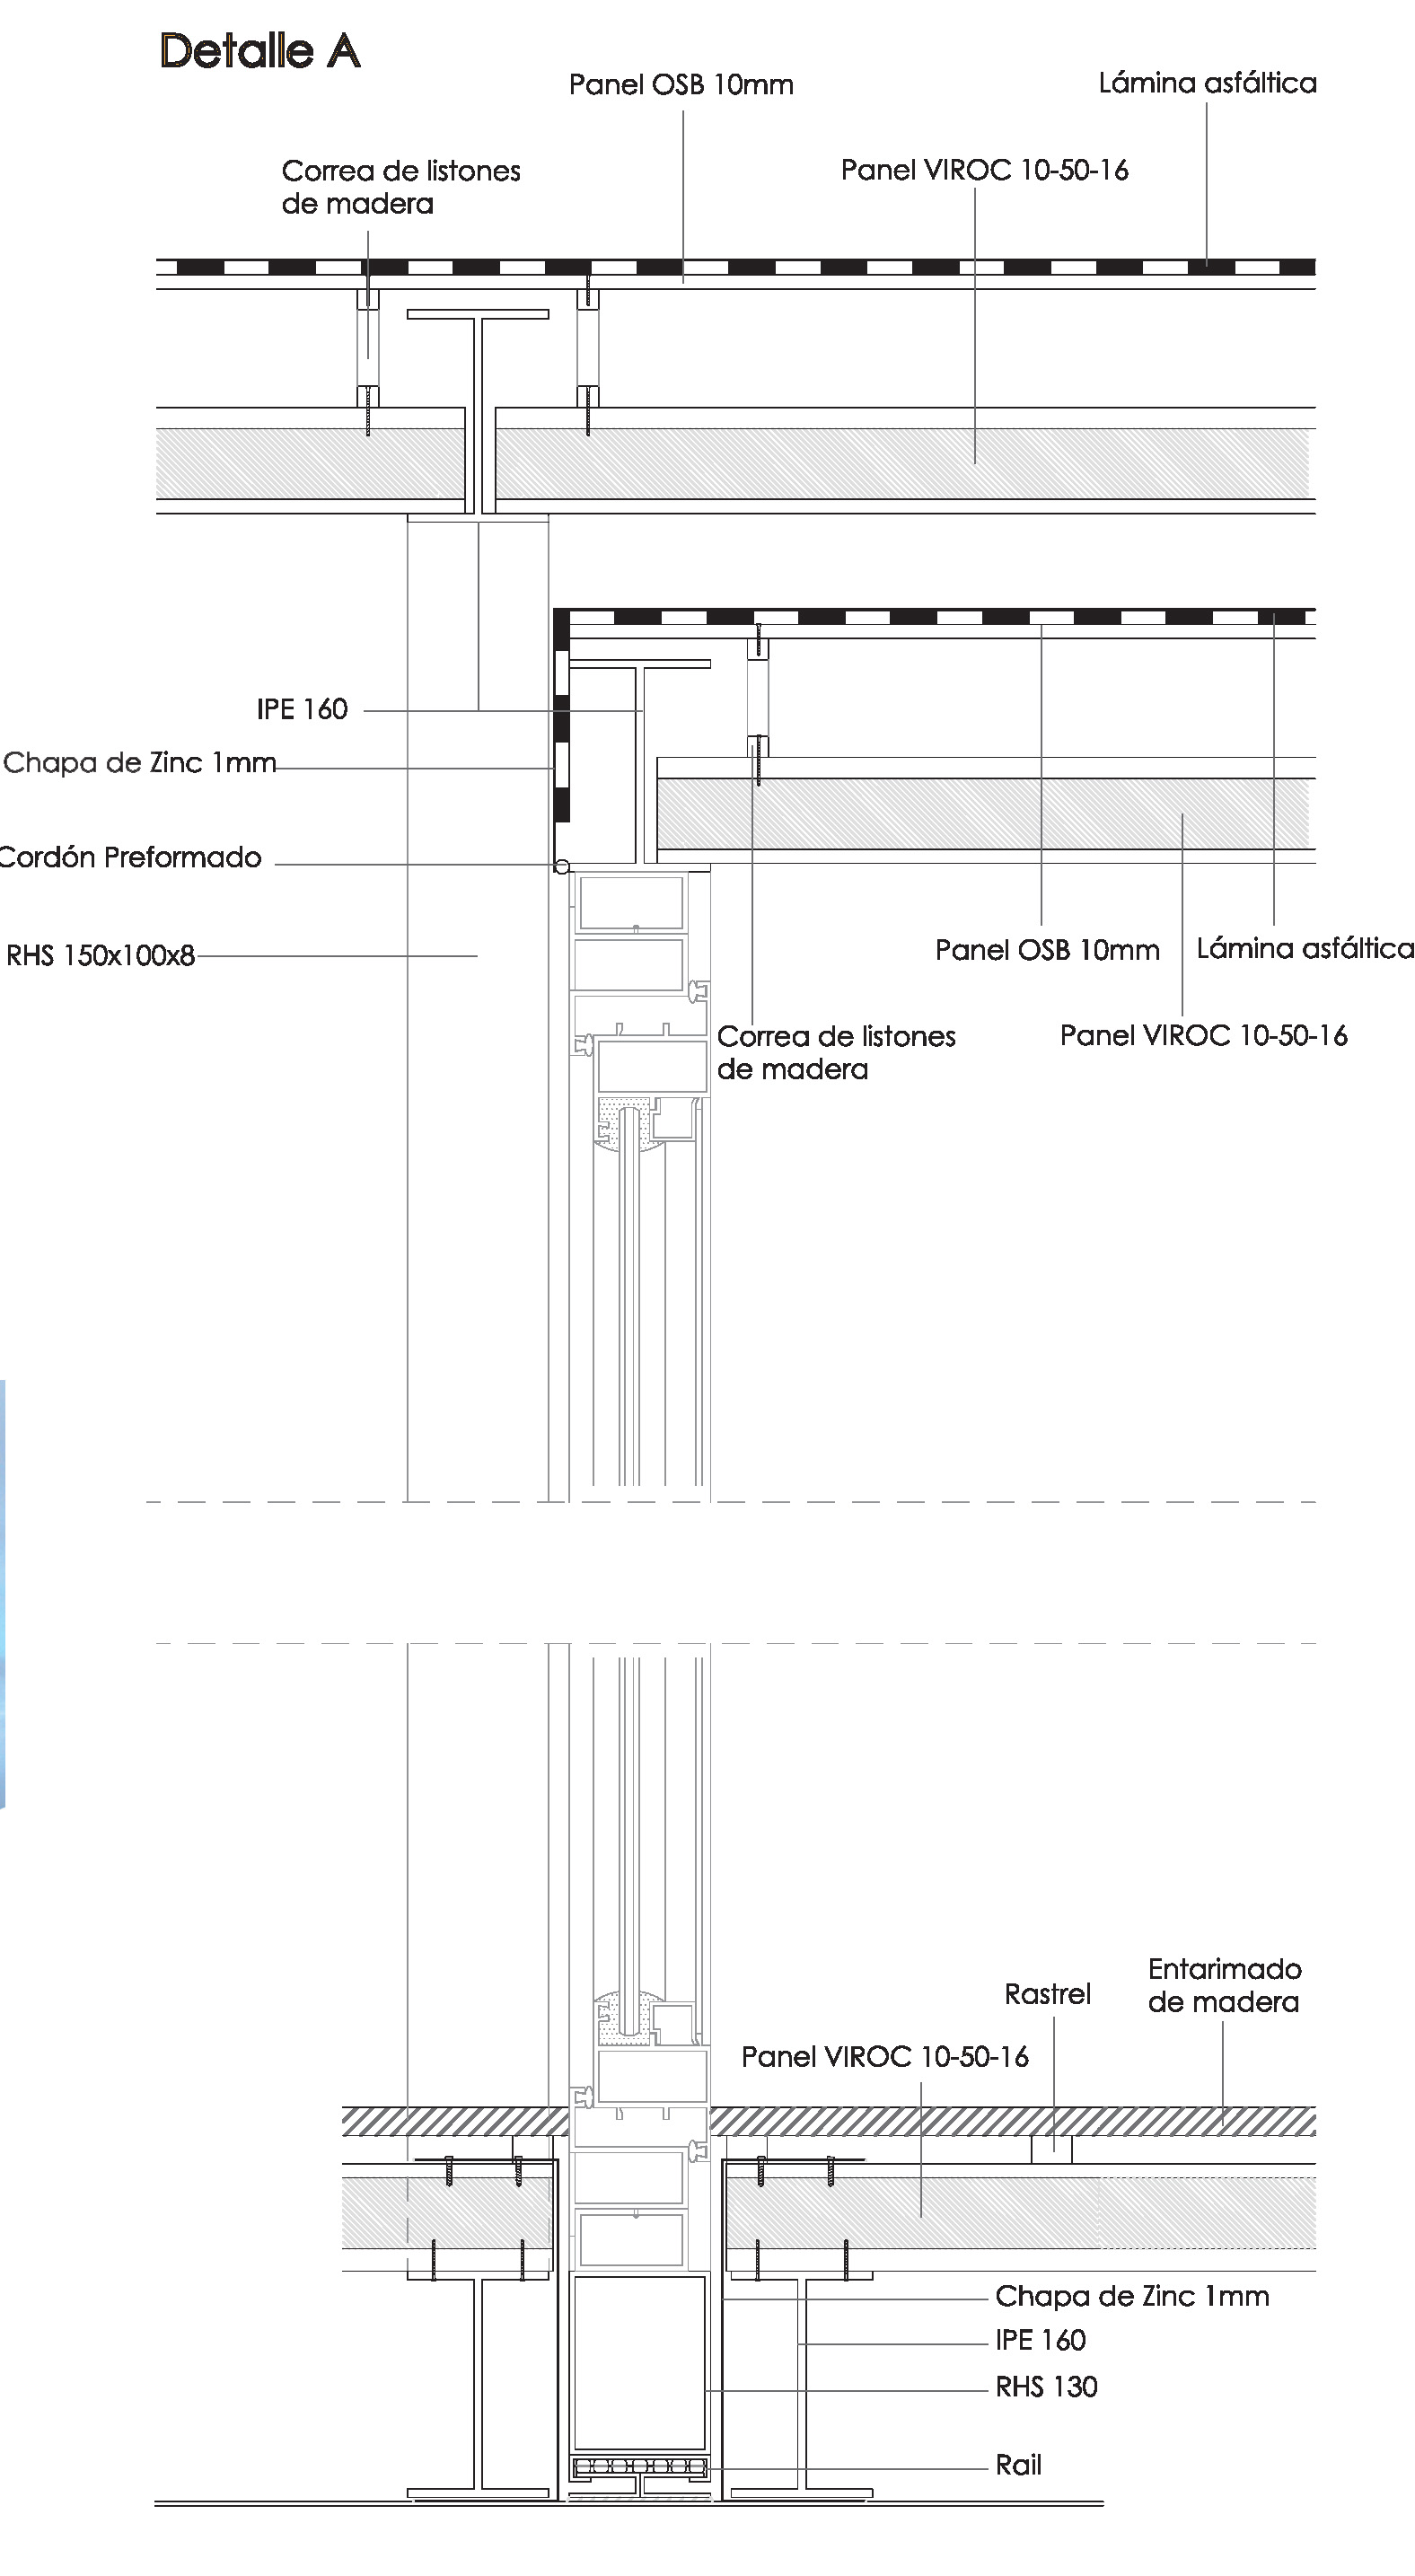 Detalle A
Panel OSB 10mm
Lámina asfáltica
Correa de listones
de madera
Panel VIROC 10-50-16
IPE 160
Chapa de Zinc 1mm
Cordón Preformado
RHS 150x100x8
Panel OSB 10mm
Lámina asfáltica
Correa de listones
de madera
Panel VIROC 10-50-16
Entarimado
de madera
Rastrel
Panel VIROC 10-50-16
Chapa de Zinc 1mm
IPE 160
RHS 130
Rail